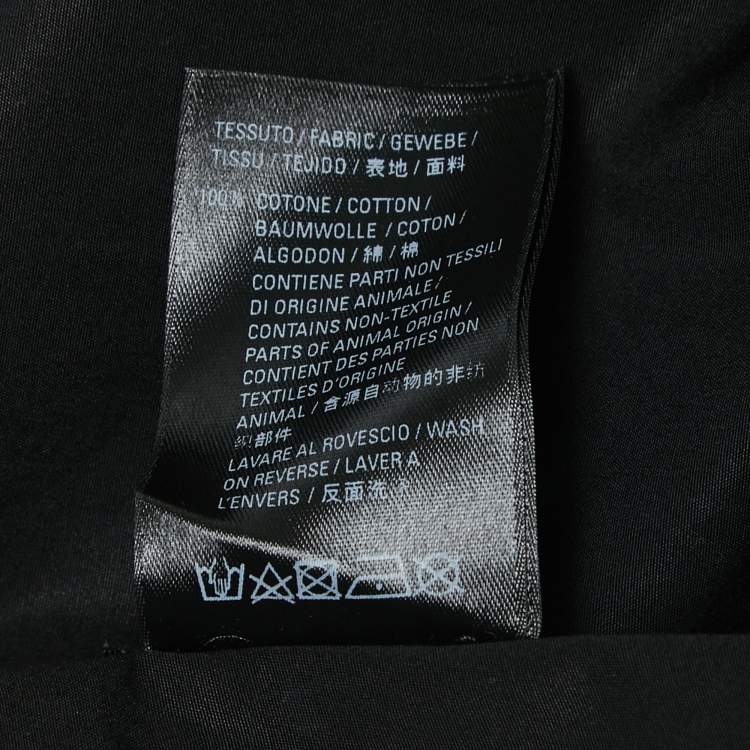 TESSUTO / FABRIC / GEWEBE /
TISSU / TEJIDO / 表地 / 面料
100% COTONE / COTTON /
BAUMWOLLE / COTON /
ALGODON / 綿 / 棉
CONTIENE PARTI NON TESSILI
DI ORIGINE ANIMALE /
CONTAINS NON-TEXTILE
PARTS OF ANIMAL ORIGIN /
CONTIENT DES PARTIES NON
TEXTILES D'ORIGINE
ANIMAL / 含源自动物的非纺
织部件
LAVARE AL ROVESCIO / WASH
ON REVERSE / LAVER A
L'ENVERS / 反面洗